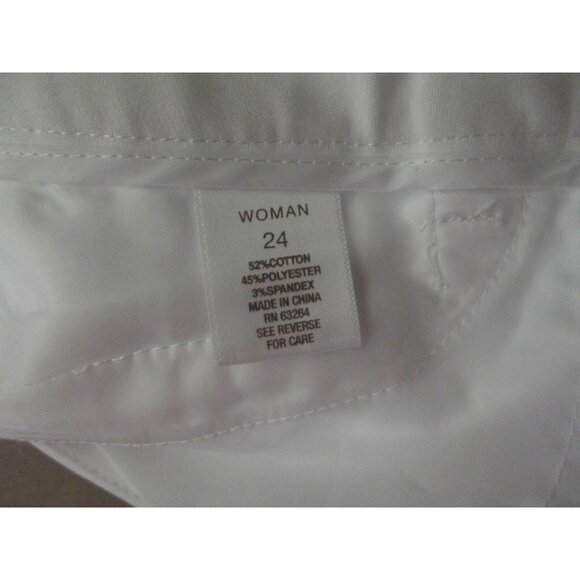 WOMAN
24
52%COTTON
45%POLYESTER
3%SPANDEX
MADE IN CHINA
RN 63264
SEE REVERSE
FOR CARE